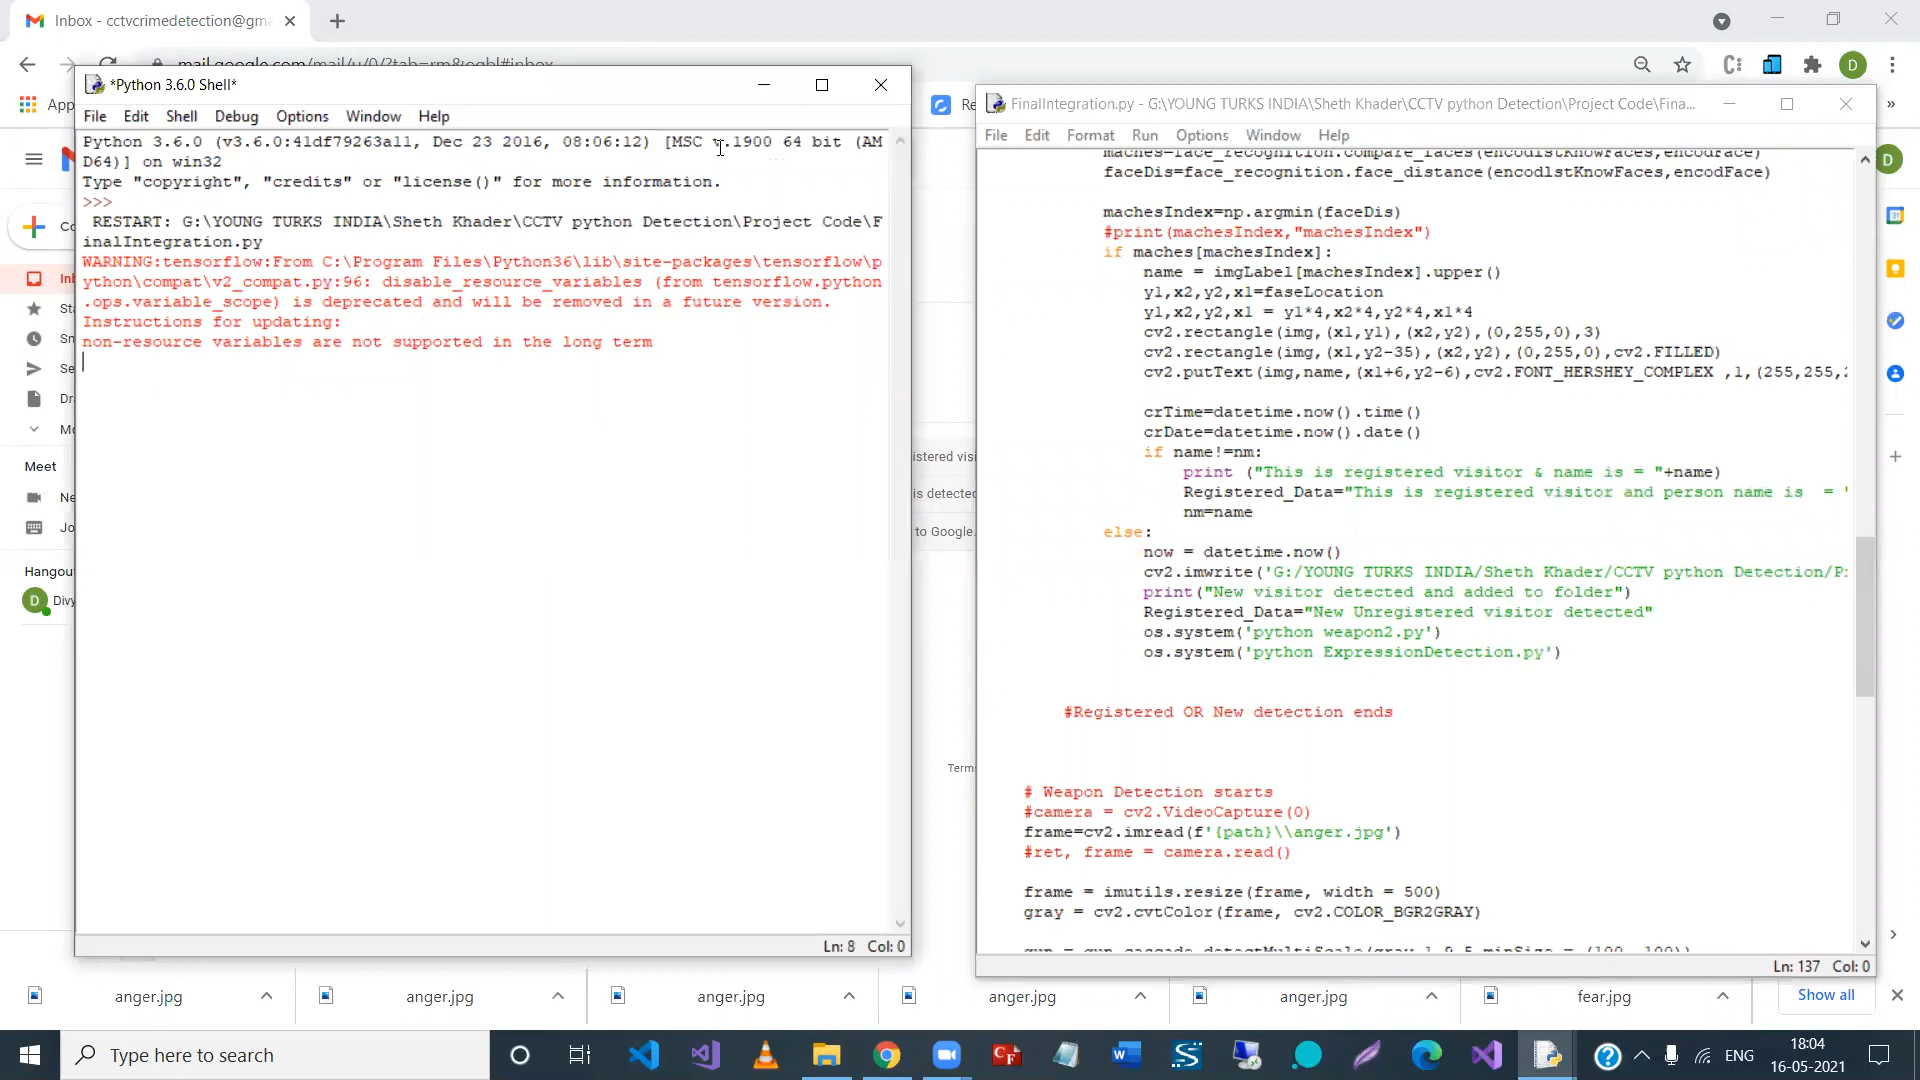 Inbox - cctvcrimedetection@gma
mail.google.com/mail/u/0/?tab=rm&ogbl#inbox
D
App
Re
*Python 3.6.0 Shell*
File Edit Shell Debug Options Window Help
Python 3.6.0 (v3.6.0:41df79263a11, Dec 23 2016, 08:06:12) [MSC v.1900 64 bit (AM
D64)] on win32
Type "copyright", "credits" or "license()" for more information.
>>>
RESTART: G:\YOUNG TURKS INDIA\Sheth Khader\CCTV python Detection\Project Code\F
inalIntegration.py
WARNING:tensorflow:From C:\Program Files\Python36\lib\site-packages\tensorflow\p
ython\compat\v2_compat.py:96: disable_resource_variables (from tensorflow.python
.ops.variable_scope) is deprecated and will be removed in a future version.
Instructions for updating:
non-resource variables are not supported in the long term
Ln: 8 Col: 0
Co
Inb
Sta
Sn
Se
Dr
Mo
Meet
Ne
Jo
Hangou
D Divy
istered visi
is detected
to Google.
Term
FinalIntegration.py - G:\YOUNG TURKS INDIA\Sheth Khader\CCTV python Detection\Project Code\Fina...
File Edit Format Run Options Window Help
maches=face_recognition.compare_faces(encodlstKnowFaces,encodFace)
faceDis=face_recognition.face_distance(encodlstKnowFaces,encodFace)
machesIndex=np.argmin(faceDis)
#print(machesIndex,"machesIndex")
if maches[machesIndex]:
name = imgLabel[machesIndex].upper()
y1,x2,y2,x1=faseLocation
y1,x2,y2,x1 = y1*4,x2*4,y2*4,x1*4
cv2.rectangle(img,(x1,y1),(x2,y2),(0,255,0),3)
cv2.rectangle(img,(x1,y2-35),(x2,y2),(0,255,0),cv2.FILLED)
cv2.putText(img,name,(x1+6,y2-6),cv2.FONT_HERSHEY_COMPLEX ,1,(255,255,2
crTime=datetime.now().time()
crDate=datetime.now().date()
if name!=nm:
print ("This is registered visitor & name is = "+name)
Registered_Data="This is registered visitor and person name is  = "
nm=name
else:
now = datetime.now()
cv2.imwrite('G:/YOUNG TURKS INDIA/Sheth Khader/CCTV python Detection/Pr
print("New visitor detected and added to folder")
Registered_Data="New Unregistered visitor detected"
os.system('python weapon2.py')
os.system('python ExpressionDetection.py')
#Registered OR New detection ends
# Weapon Detection starts
#camera = cv2.VideoCapture(0)
frame=cv2.imread(f'{path}\\anger.jpg')
#ret, frame = camera.read()
frame = imutils.resize(frame, width = 500)
gray = cv2.cvtColor(frame, cv2.COLOR_BGR2GRAY)
Ln: 137 Col: 0
D
anger.jpg anger.jpg anger.jpg anger.jpg anger.jpg fear.jpg Show all
Type here to search
ENG
18:04
16-05-2021